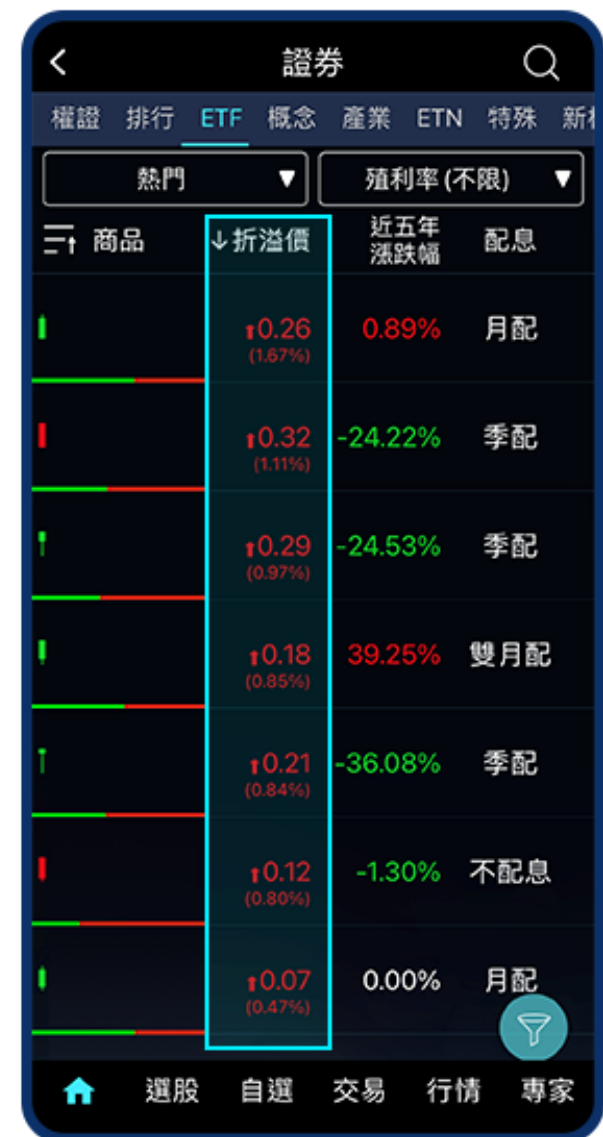 證券
權證 排行 ETF 概念 產業 ETN 特殊
熱門 ▼ 殖利率(不限) ▼
商品 ↓折溢價 近五年漲跌幅 配息
↑0.26 0.89% 月配
(1.67%)
↑0.32 -24.22% 季配
(1.11%)
↑0.29 -24.53% 季配
(0.97%)
↑0.18 39.25% 雙月配
(0.85%)
↑0.21 -36.08% 季配
(0.84%)
↑0.12 -1.30% 不配息
(0.80%)
↑0.07 0.00% 月配
(0.47%)
選股 自選 交易 行情 專家